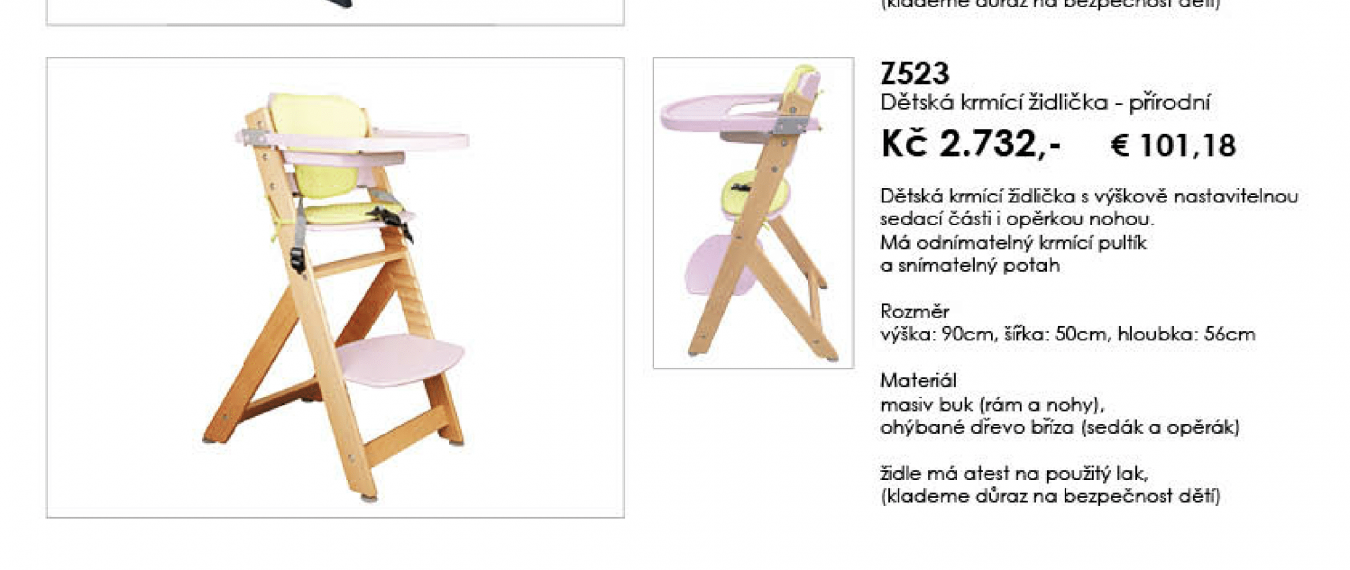 (klademe důraz na bezpečnost dětí)
Z523
Dětská krmící židlička - přírodní
Kč 2.732,- € 101,18
Dětská krmící židlička s výškově nastavitelnou
sedací části i opěrkou nohou.
Má odnímatelný krmící pultík
a snímatelný potah
Rozměr
výška: 90cm, šířka: 50cm, hloubka: 56cm
Materiál
masiv buk (rám a nohy),
ohýbané dřevo bříza (sedák a opěrák)
židle má atest na použitý lak,
(klademe důraz na bezpečnost dětí)